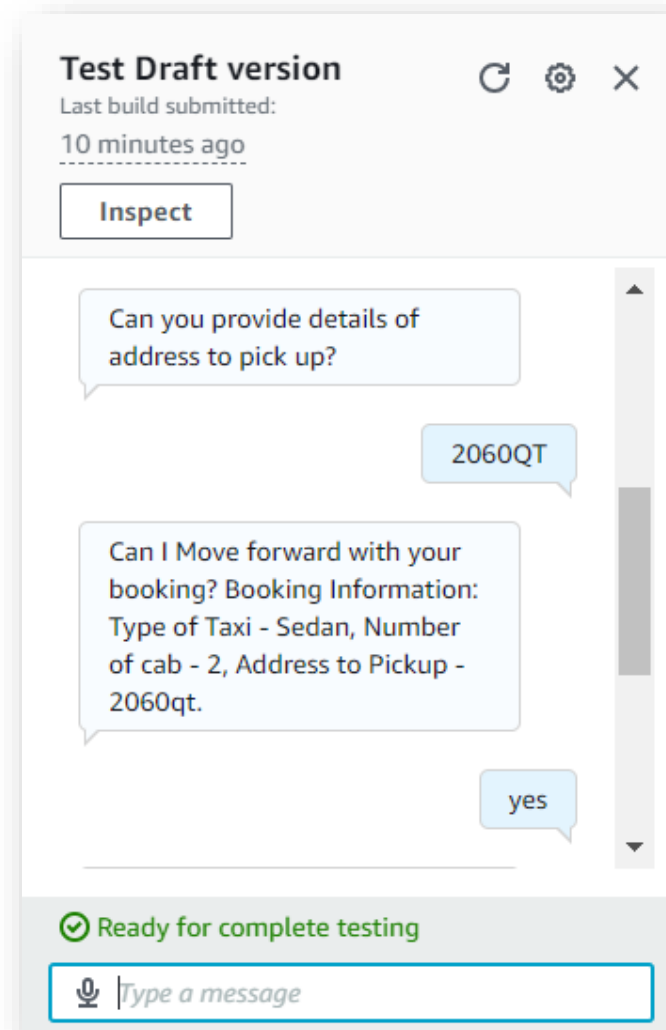 Test Draft version
Last build submitted:
10 minutes ago
Inspect
Can you provide details of
address to pick up?
2060QT
Can I Move forward with your
booking? Booking Information:
Type of Taxi - Sedan, Number
of cab - 2, Address to Pickup -
2060qt.
yes
Ready for complete testing
Type a message